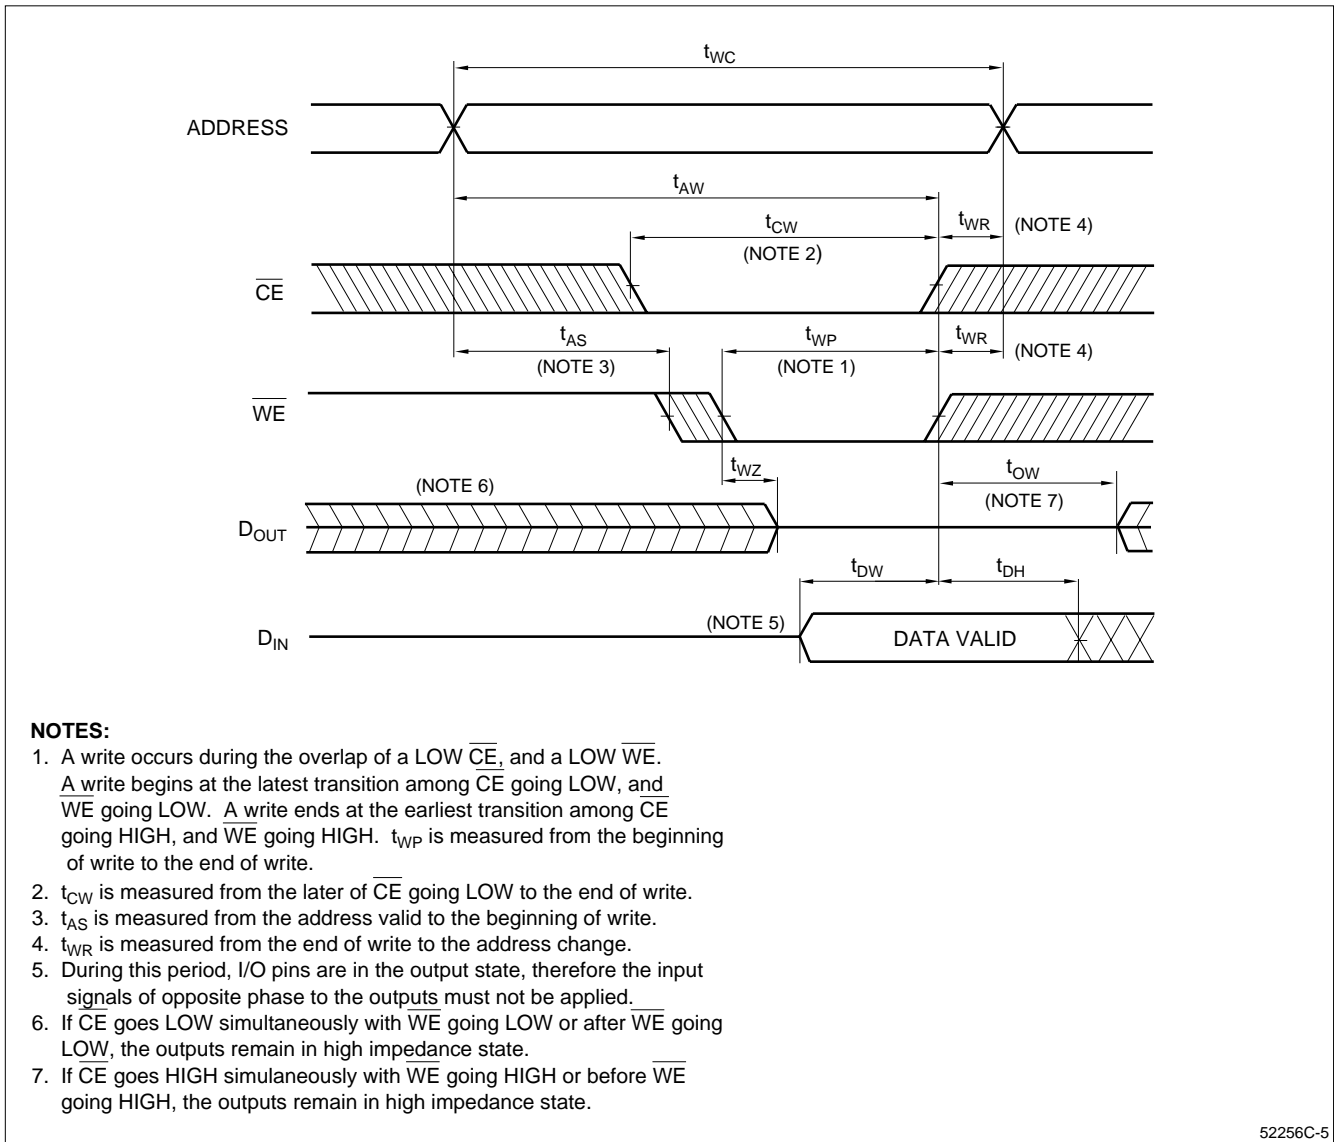 tWC
ADDRESS
tAW
tCW
tWR (NOTE 4)
(NOTE 2)
CE
tAS
tWP
tWR (NOTE 4)
(NOTE 3)
(NOTE 1)
WE
tWZ
tOW
(NOTE 6)
(NOTE 7)
DOUT
tDW
tDH
(NOTE 5)
DIN
DATA VALID
NOTES:
1. A write occurs during the overlap of a LOW CE, and a LOW WE.
A write begins at the latest transition among CE going LOW, and
WE going LOW. A write ends at the earliest transition among CE
going HIGH, and WE going HIGH. tWP is measured from the beginning
of write to the end of write.
2. tCW is measured from the later of CE going LOW to the end of write.
3. tAS is measured from the address valid to the beginning of write.
4. tWR is measured from the end of write to the address change.
5. During this period, I/O pins are in the output state, therefore the input
signals of opposite phase to the outputs must not be applied.
6. If CE goes LOW simultaneously with WE going LOW or after WE going
LOW, the outputs remain in high impedance state.
7. If CE goes HIGH simulaneously with WE going HIGH or before WE
going HIGH, the outputs remain in high impedance state.
52256C-5